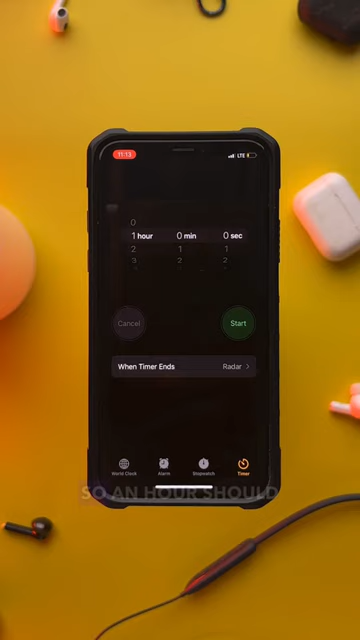 11:13
LTE
0
1 hour 0 min 0 sec
2 1 1
3 2 2
Cancel
Start
When Timer Ends Radar
World Clock Alarm Stopwatch Timer
SO AN HOUR SHOULD